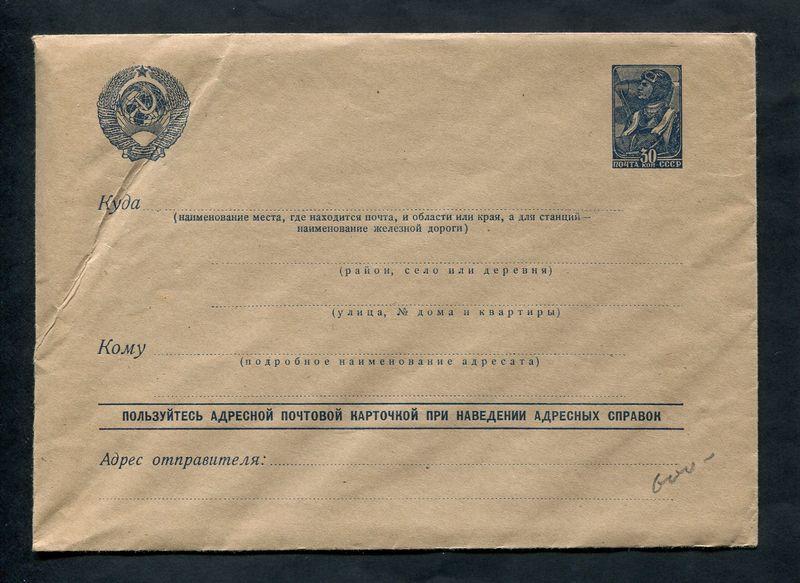 30
ПОЧТА КОП СССР
Куда
(наименование места, где находится почта, и области или края, а для станций—
наименование железной дороги)
(район, село или деревня)
(улица, № дома и квартиры)
Кому
(подробное наименование адресата)
ПОЛЬЗУЙТЕСЬ АДРЕСНОЙ ПОЧТОВОЙ КАРТОЧКОЙ ПРИ НАВЕДЕНИИ АДРЕСНЫХ СПРАВОК
Адрес отправителя:
600-